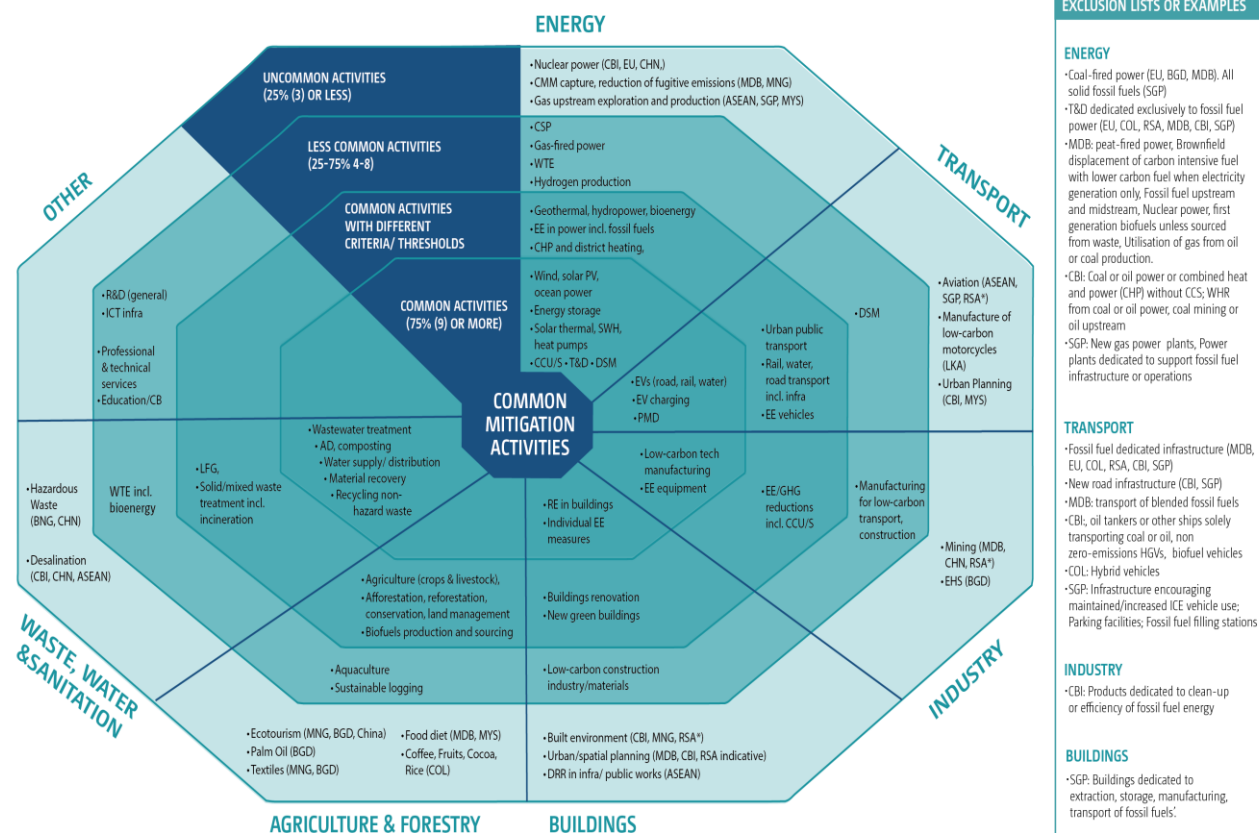 ENERGY
UNCOMMON ACTIVITIES
(25% (3) OR LESS)
•Nuclear power (CBI, EU, CHN,)
•CMM capture, reduction of fugitive emissions (MDB, MNG)
•Gas upstream exploration and production (ASEAN, SGP, MYS)
LESS COMMON ACTIVITIES
(25-75% 4-8)
•CSP
•Gas-fired power
•WTE
•Hydrogen production
COMMON ACTIVITIES
WITH DIFFERENT
CRITERIA/ THRESHOLDS
•Geothermal, hydropower, bioenergy
•EE in power incl. fossil fuels
•CHP and district heating,
COMMON ACTIVITIES
(75% (9) OR MORE)
•Wind, solar PV,
ocean power
•Energy storage
•Solar thermal, SWH,
heat pumps
•CCU/S •T&D •DSM
COMMON
MITIGATION
ACTIVITIES
TRANSPORT
•EVs (road, rail, water)
•EV charging
•PMD
•Urban public
transport
•Rail, water,
road transport
incl. infra
•EE vehicles
•DSM
•Aviation (ASEAN,
SGP, RSA*)
•Manufacture of
low-carbon
motorcycles
(LKA)
•Urban Planning
(CBI, MYS)
INDUSTRY
•Low-carbon tech
manufacturing
•EE equipment
•EE/GHG
reductions
incl. CCU/S
•Manufacturing
for low-carbon
transport,
construction
•Mining (MDB,
CHN, RSA*)
•EHS (BGD)
BUILDINGS
•RE in buildings
•Individual EE
measures
•Buildings renovation
•New green buildings
•Low-carbon construction
industry/materials
•Built environment (CBI, MNG, RSA*)
•Urban/spatial planning (MDB, CBI, RSA indicative)
•DRR in infra/ public works (ASEAN)
AGRICULTURE & FORESTRY
•Agriculture (crops & livestock),
•Afforestation, reforestation,
conservation, land management
•Biofuels production and sourcing
•Aquaculture
•Sustainable logging
•Ecotourism (MNG, BGD, China)
•Palm Oil (BGD)
•Textiles (MNG, BGD)
•Food diet (MDB, MYS)
•Coffee, Fruits, Cocoa,
Rice (COL)
WASTE, WATER
&SANITATION
•Wastewater treatment
•AD, composting
•Water supply/ distribution
•Material recovery
•Recycling non-
hazard waste
•LFG,
•Solid/mixed waste
treatment incl.
incineration
WTE incl.
bioenergy
•Hazardous
Waste
(BNG, CHN)
•Desalination
(CBI, CHN, ASEAN)
OTHER
•R&D (general)
•ICT infra
•Professional
& technical
services
•Education/CB
EXCLUSION LISTS OR EXAMPLES
ENERGY
•Coal-fired power (EU, BGD, MDB). All
solid fossil fuels (SGP)
•T&D dedicated exclusively to fossil fuel
power (EU, COL, RSA, MDB, CBI, SGP)
•MDB: peat-fired power, Brownfield
displacement of carbon intensive fuel
with lower carbon fuel when electricity
generation only, Fossil fuel upstream
and midstream, Nuclear power, first
generation biofuels unless sourced
from waste, Utilisation of gas from oil
or coal production.
•CBI: Coal or oil power or combined heat
and power (CHP) without CCS; WHR
from coal or oil power, coal mining or
oil upstream
•SGP: New gas power plants, Power
plants dedicated to support fossil fuel
infrastructure or operations
TRANSPORT
•Fossil fuel dedicated infrastructure (MDB,
EU, COL, RSA, CBI, SGP)
•New road infrastructure (CBI, SGP)
•MDB: transport of blended fossil fuels
•CBI:, oil tankers or other ships solely
transporting coal or oil, non
zero-emissions HGVs, biofuel vehicles
•COL: Hybrid vehicles
•SGP: Infrastructure encouraging
maintained/increased ICE vehicle use;
Parking facilities; Fossil fuel filling stations
INDUSTRY
•CBI: Products dedicated to clean-up
or efficiency of fossil fuel energy
BUILDINGS
•SGP: Buildings dedicated to
extraction, storage, manufacturing,
transport of fossil fuels'.